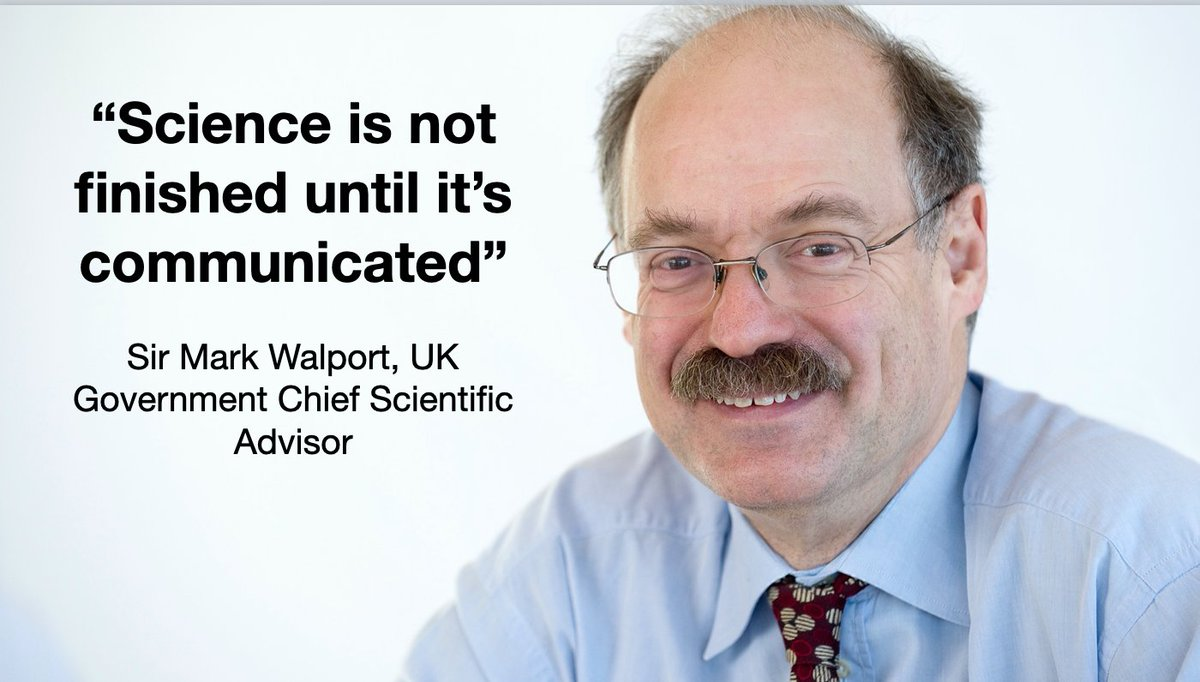 “Science is not
finished until it’s
communicated”
Sir Mark Walport, UK
Government Chief Scientific
Advisor